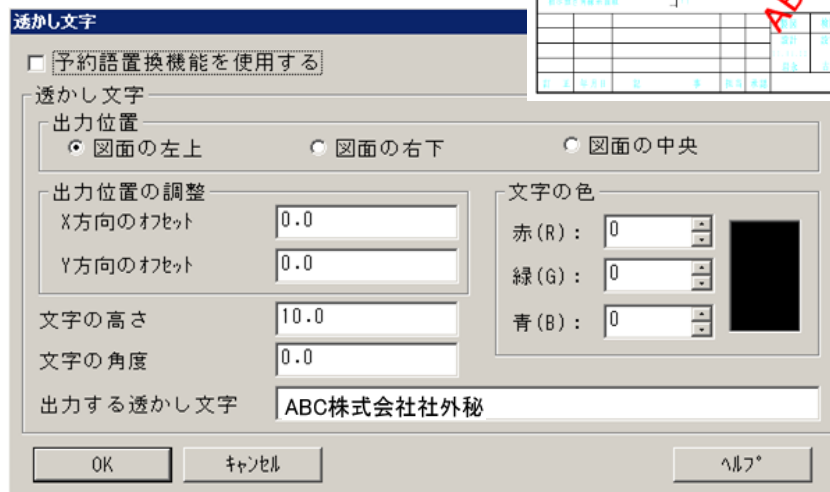 透かし文字
AB
予約語置換機能を使用する
透かし文字
出力位置
図面の左上
図面の右下
図面の中央
出力位置の調整
X方向のｵﾌｾｯﾄ
0.0
Y方向のｵﾌｾｯﾄ
0.0
文字の色
赤(R)： 0
緑(G)： 0
青(B)： 0
文字の高さ
10.0
文字の角度
0.0
出力する透かし文字
ABC株式会社社外秘
OK
ｷｬﾝｾﾙ
ﾍﾙﾌﾟ